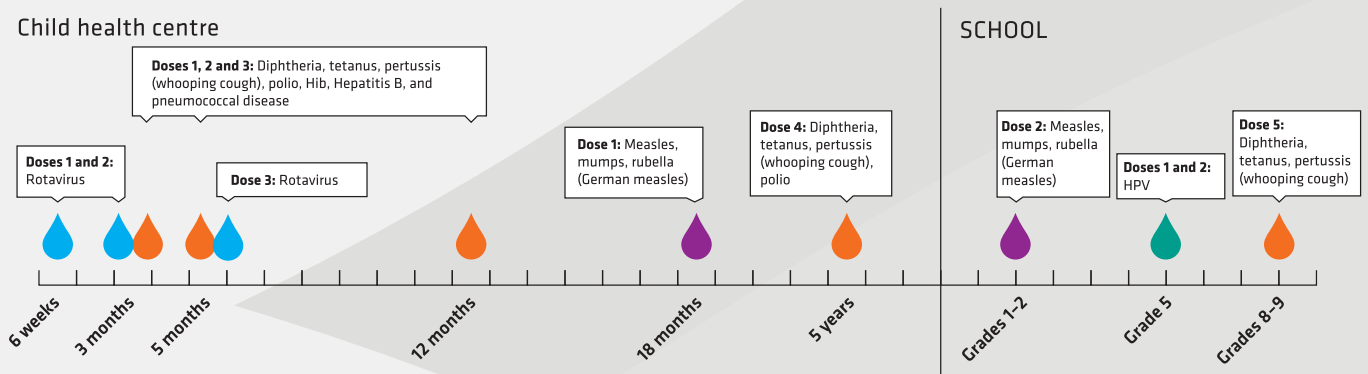 Child health centre
SCHOOL
Doses 1, 2 and 3: Diphtheria, tetanus, pertussis
(whooping cough), polio, Hib, Hepatitis B, and
pneumococcal disease
Doses 1 and 2:
Rotavirus
Dose 3: Rotavirus
Dose 1: Measles,
mumps, rubella
(German measles)
Dose 4: Diphtheria,
tetanus, pertussis
(whooping cough),
polio
Dose 2: Measles,
mumps, rubella
(German
measles)
Doses 1 and 2:
HPV
Dose 5:
Diphtheria,
tetanus, pertussis
(whooping cough)
6 weeks
3 months
5 months
12 months
18 months
5 years
Grades 1–2
Grade 5
Grades 8–9